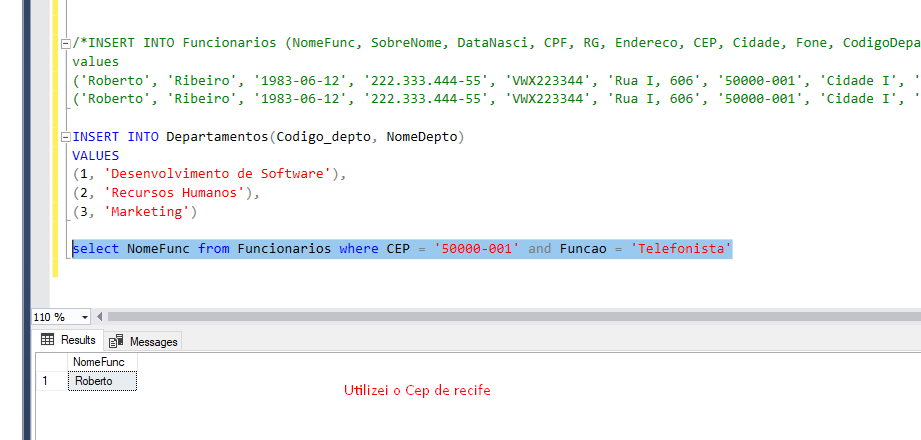 /*INSERT INTO Funcionarios (NomeFunc, SobreNome, DataNasci, CPF, RG, Endereco, CEP, Cidade, Fone, CodigoDepa
values
('Roberto', 'Ribeiro', '1983-06-12', '222.333.444-55', 'VWX223344', 'Rua I, 606', '50000-001', 'Cidade I', '
('Roberto', 'Ribeiro', '1983-06-12', '222.333.444-55', 'VWX223344', 'Rua I, 606', '50000-001', 'Cidade I', '
INSERT INTO Departamentos(Codigo_depto, NomeDepto)
VALUES
(1, 'Desenvolvimento de Software'),
(2, 'Recursos Humanos'),
(3, 'Marketing')
select NomeFunc from Funcionarios where CEP = '50000-001' and Funcao = 'Telefonista'
110 %
Results Messages
NomeFunc
1 Roberto
Utilizei o Cep de recife